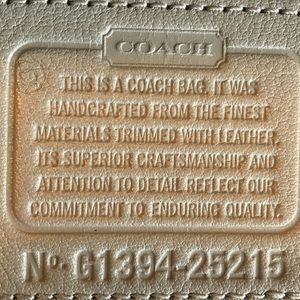 COACH
THIS IS A COACH BAG. IT WAS
HANDCRAFTED FROM THE FINEST
MATERIALS TRIMMED WITH LEATHER.
ITS SUPERIOR CRAFTSMANSHIP AND
ATTENTION TO DETAIL REFLECT OUR
COMMITMENT TO ENDURING QUALITY.
Nº· G1394-25215